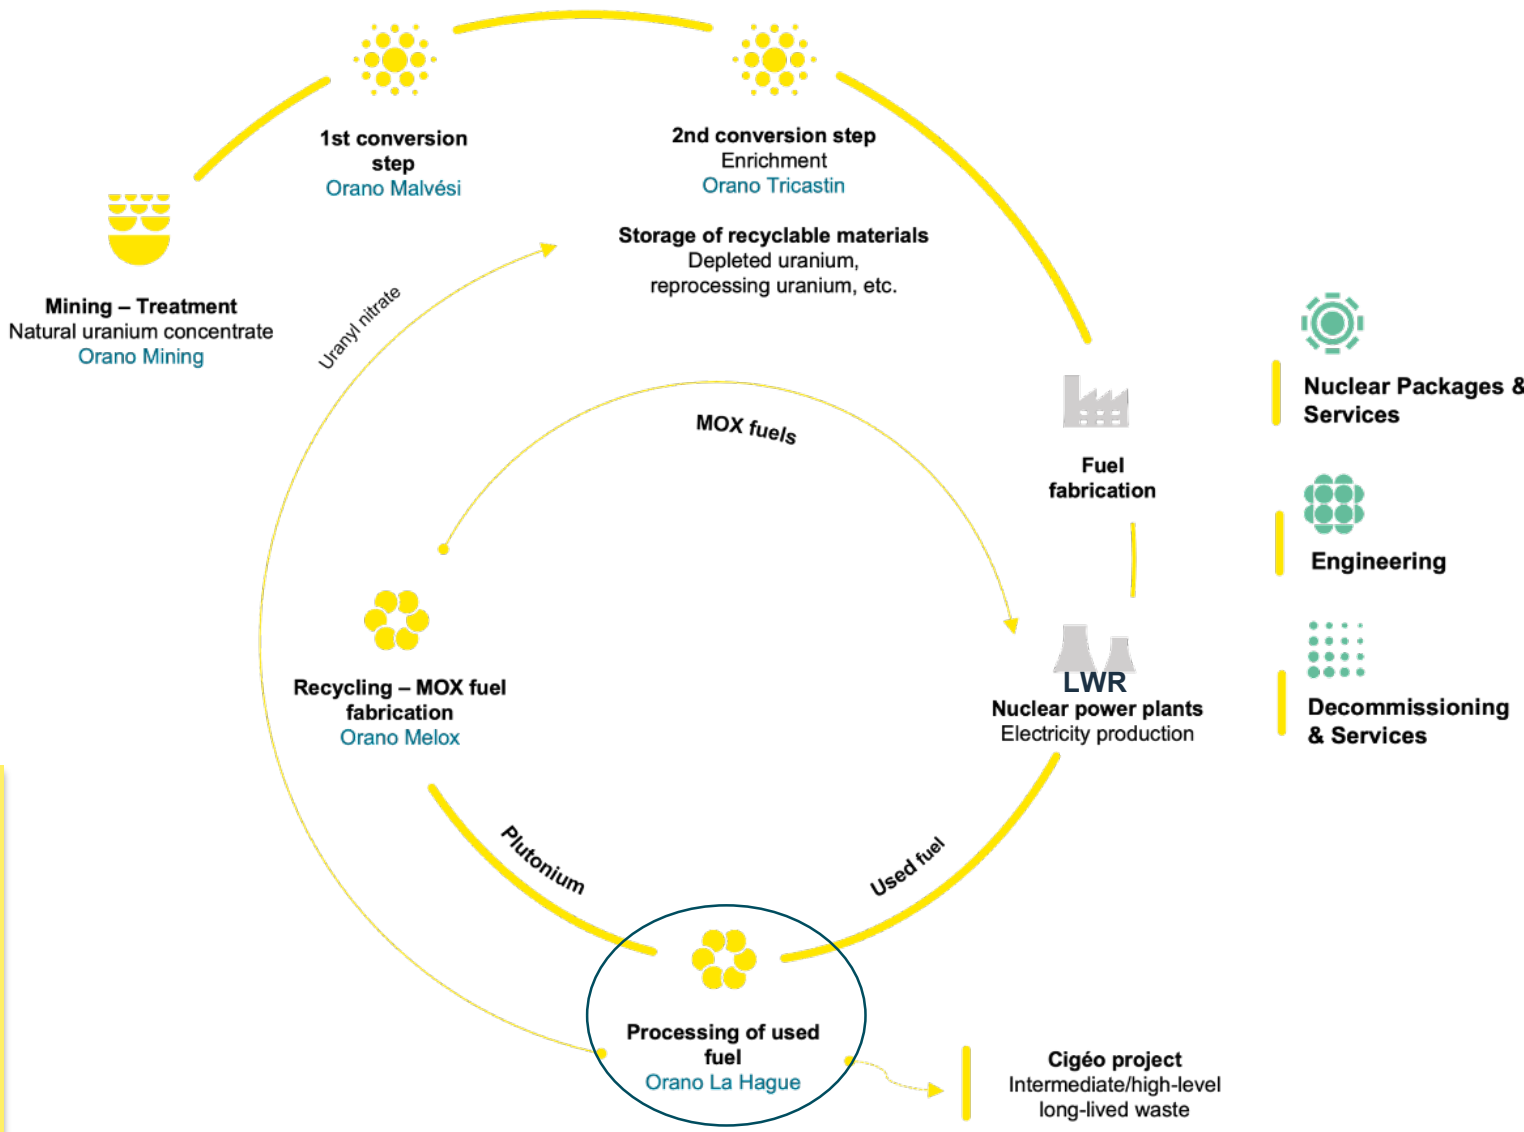 1st conversion
step
Orano Malvési
2nd conversion step
Enrichment
Orano Tricastin
Storage of recyclable materials
Depleted uranium,
reprocessing uranium, etc.
Mining – Treatment
Natural uranium concentrate
Orano Mining
Uranyl nitrate
MOX fuels
Fuel
fabrication
Nuclear Packages &
Services
Engineering
Decommissioning
& Services
LWR
Nuclear power plants
Electricity production
Recycling – MOX fuel
fabrication
Orano Melox
Plutonium
Used fuel
Processing of used
fuel
Orano La Hague
Cigéo project
Intermediate/high-level
long-lived waste